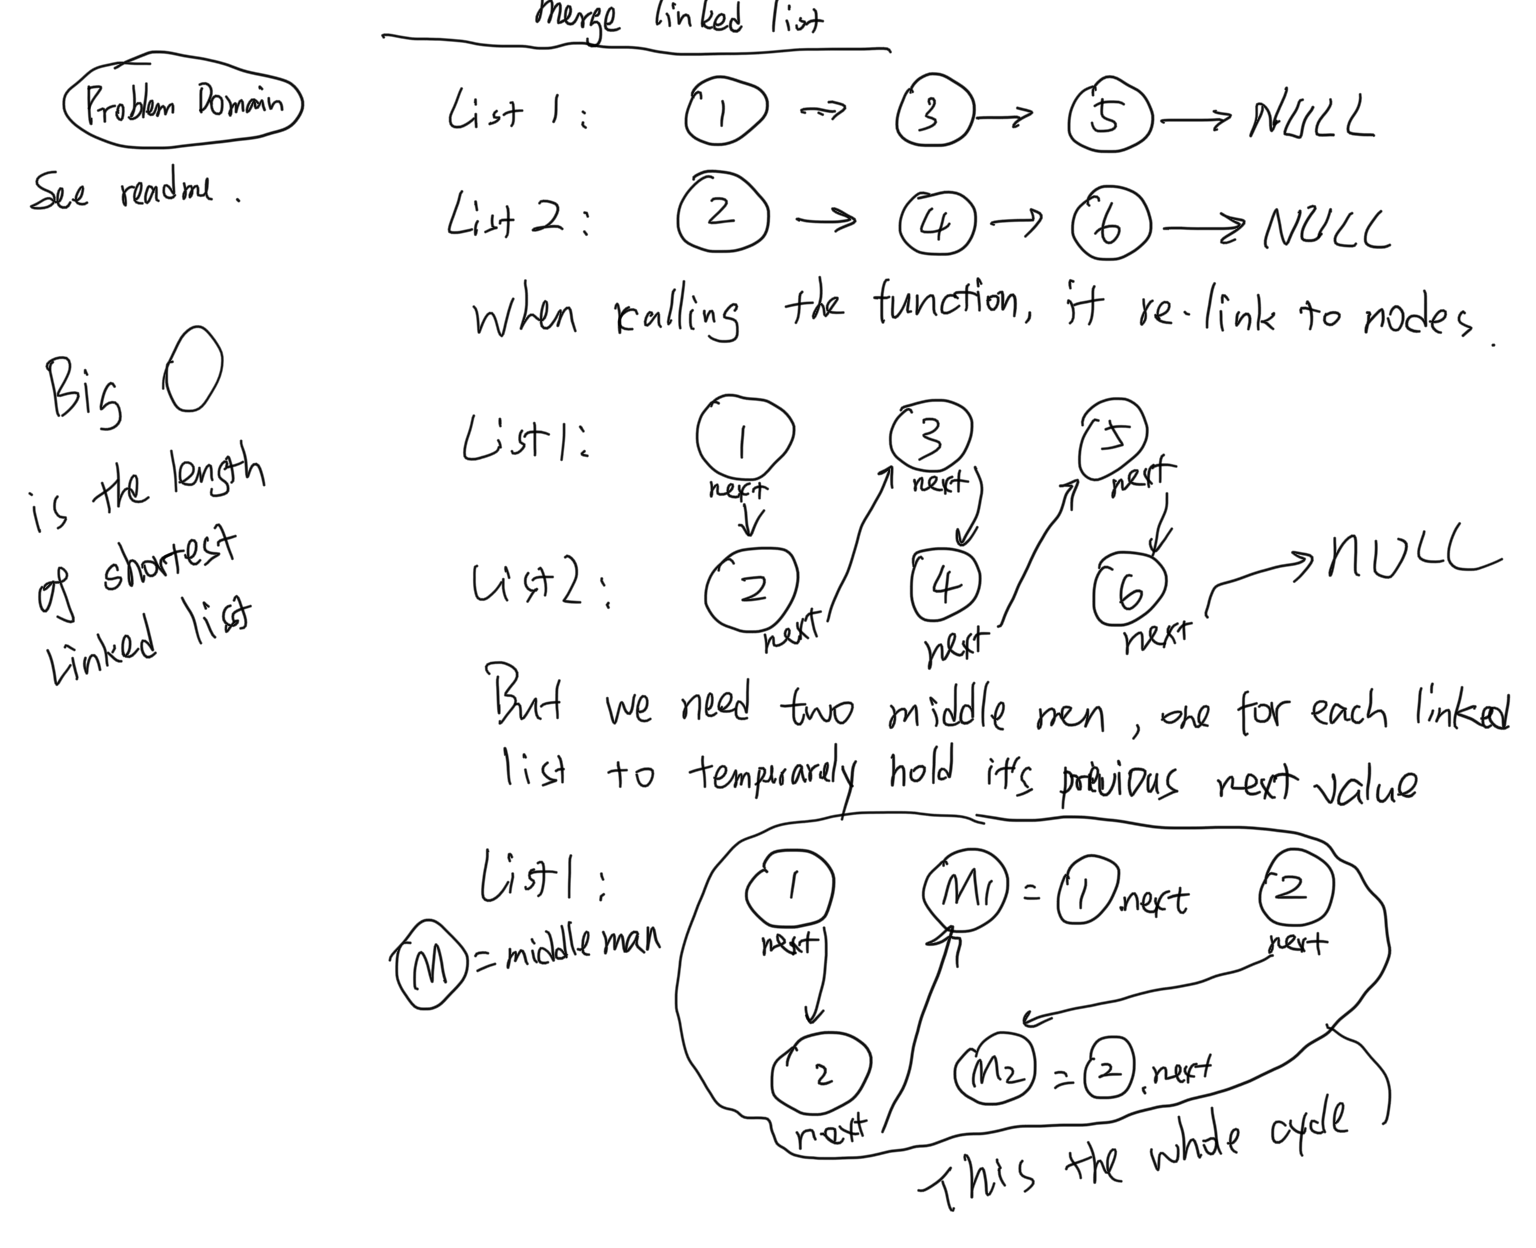 merge linked list
Problem Domain
See readme.
List 1: 1 → 3 → 5 → NULL
List 2: 2 → 4 → 6 → NULL
when calling the function, it re-link to nodes.
Big O
is the length
of shortest
linked list
List1: 1 3 5
next next next
List2: 2 4 6 → NULL
next next next
But we need two middle men, one for each linked
list to temperarely hold it's previous next value
List1: 1 M1 = 1.next 2
next next
M = middle man
2 M2 = 2.next
next
This the whole cycle